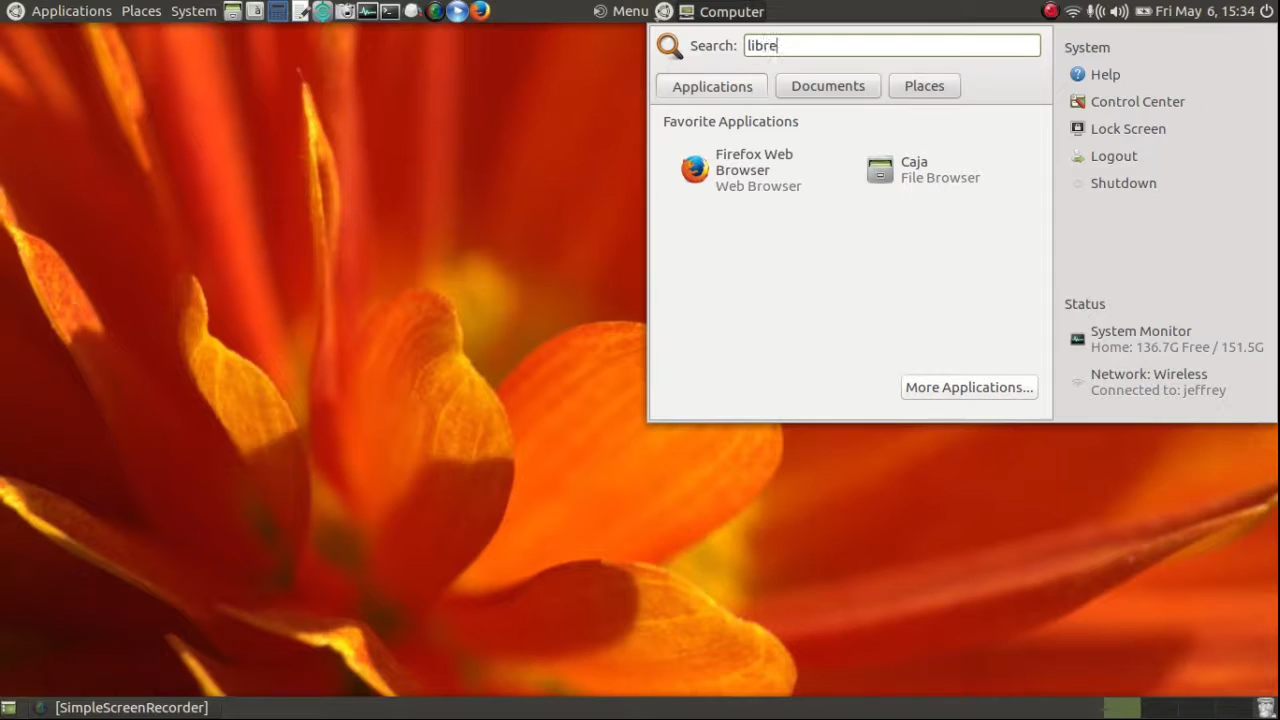 Applications Places System Menu Computer Fri May 6, 15:34
Search: libre
Applications Documents Places
Favorite Applications
Firefox Web
Browser
Web Browser
Caja
File Browser
More Applications...
System
Help
Control Center
Lock Screen
Logout
Shutdown
Status
System Monitor
Home: 136.7G Free / 151.5G
Network: Wireless
Connected to: jeffrey
[SimpleScreenRecorder]